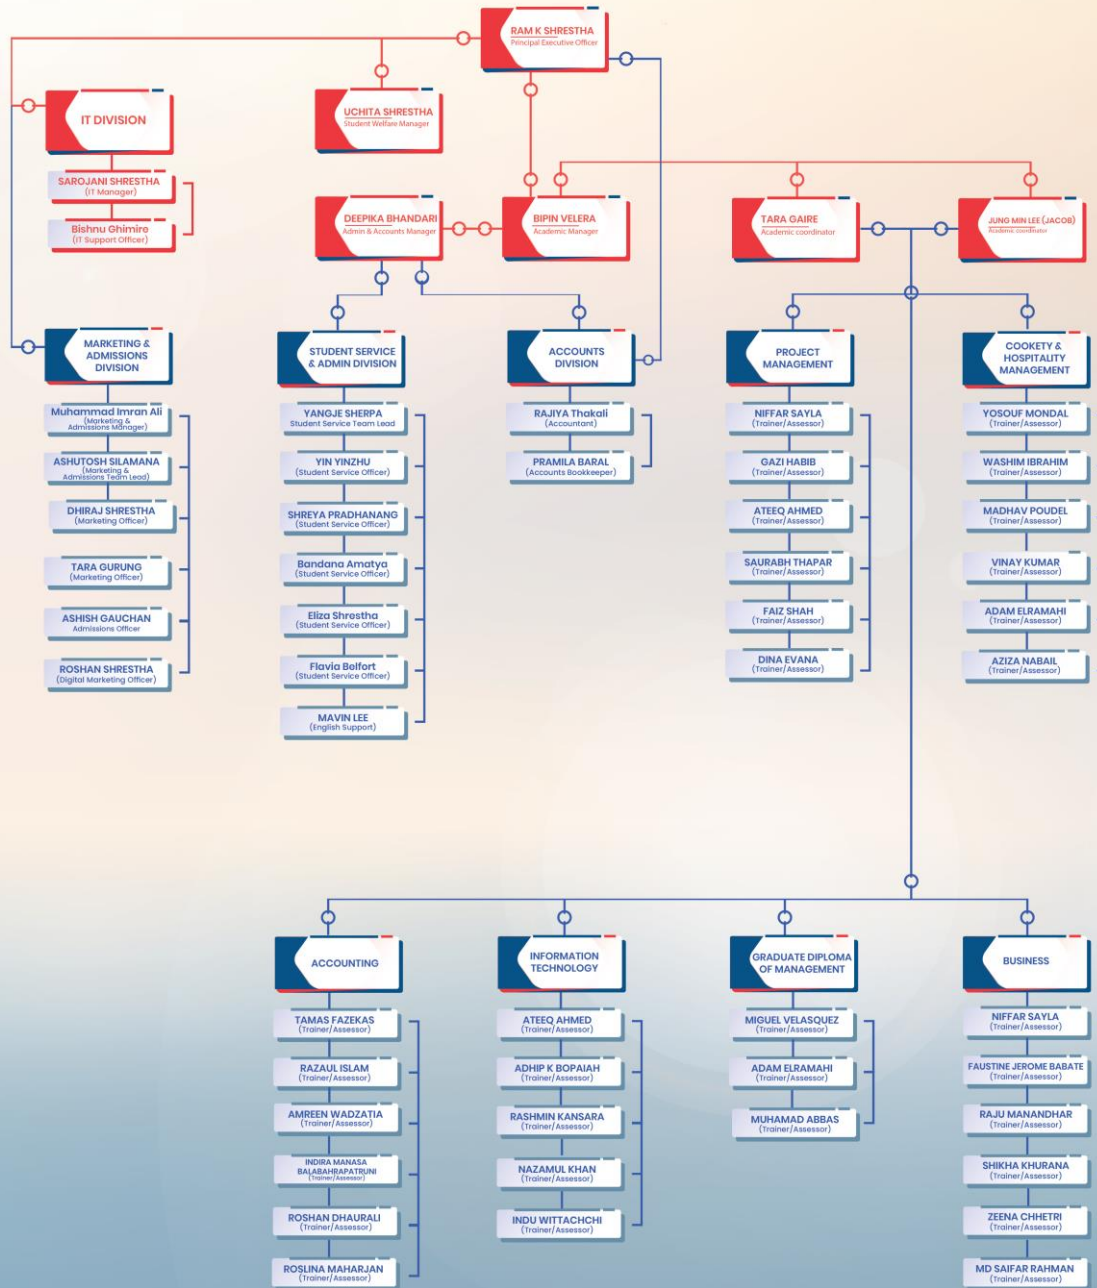 RAM K SHRESTHA
Principal Executive Officer
IT DIVISION
UCHITA SHRESTHA
Student Welfare Manager
SAROJANI SHRESTHA
(IT Manager)
Bishnu Ghimire
(IT Support Officer)
DEEPIKA BHANDARI
Admin & Accounts Manager
BIPIN VELERA
Academic Manager
TARA GAIRE
Academic coordinator
JUNG MIN LEE (JACOB)
Academic coordinator
MARKETING &
ADMISSIONS
DIVISION
Muhammad Imran Ali
(Marketing &
Admissions Manager)
ASHUTOSH SILAMANA
(Marketing &
Admissions Team Lead)
DHIRAJ SHRESTHA
(Marketing Officer)
TARA GURUNG
(Marketing Officer)
ASHISH GAUCHAN
Admissions Officer
ROSHAN SHRESTHA
(Digital Marketing Officer)
STUDENT SERVICE
& ADMIN DIVISION
YANGJE SHERPA
Student Service Team Lead
YIN YINZHU
(Student Service Officer)
SHREYA PRADHANANG
(Student Service Officer)
Bandana Amatya
(Student Service Officer)
Eliza Shrestha
(Student Service Officer)
Flavia Belfort
(Student Service Officer)
MAVIN LEE
(English Support)
ACCOUNTS
DIVISION
RAJIYA Thakali
(Accountant)
PRAMILA BARAL
(Accounts Bookkeeper)
PROJECT
MANAGEMENT
NIFFAR SAYLA
(Trainer/Assessor)
GAZI HABIB
(Trainer/Assessor)
ATEEQ AHMED
(Trainer/Assessor)
SAURABH THAPAR
(Trainer/Assessor)
FAIZ SHAH
(Trainer/Assessor)
DINA EVANA
(Trainer/Assessor)
COOKETY &
HOSPITALITY
MANAGEMENT
YOSOUF MONDAL
(Trainer/Assessor)
WASHIM IBRAHIM
(Trainer/Assessor)
MADHAV POUDEL
(Trainer/Assessor)
VINAY KUMAR
(Trainer/Assessor)
ADAM ELRAMAHI
(Trainer/Assessor)
AZIZA NABAIL
(Trainer/Assessor)
ACCOUNTING
TAMAS FAZEKAS
(Trainer/Assessor)
RAZAUL ISLAM
(Trainer/Assessor)
AMREEN WADZATIA
(Trainer/Assessor)
INDIRA MANASA
BALABAHRAPATRUNI
(Trainer/Assessor)
ROSHAN DHAURALI
(Trainer/Assessor)
ROSLINA MAHARJAN
(Trainer/Assessor)
INFORMATION
TECHNOLOGY
ATEEQ AHMED
(Trainer/Assessor)
ADHIP K BOPAIAH
(Trainer/Assessor)
RASHMIN KANSARA
(Trainer/Assessor)
NAZAMUL KHAN
(Trainer/Assessor)
INDU WITTACHCHI
(Trainer/Assessor)
GRADUATE DIPLOMA
OF MANAGEMENT
MIGUEL VELASQUEZ
(Trainer/Assessor)
ADAM ELRAMAHI
(Trainer/Assessor)
MUHAMAD ABBAS
(Trainer/Assessor)
BUSINESS
NIFFAR SAYLA
(Trainer/Assessor)
FAUSTINE JEROME BABATE
(Trainer/Assessor)
RAJU MANANDHAR
(Trainer/Assessor)
SHIKHA KHURANA
(Trainer/Assessor)
ZEENA CHHETRI
(Trainer/Assessor)
MD SAIFAR RAHMAN
(Trainer/Assessor)